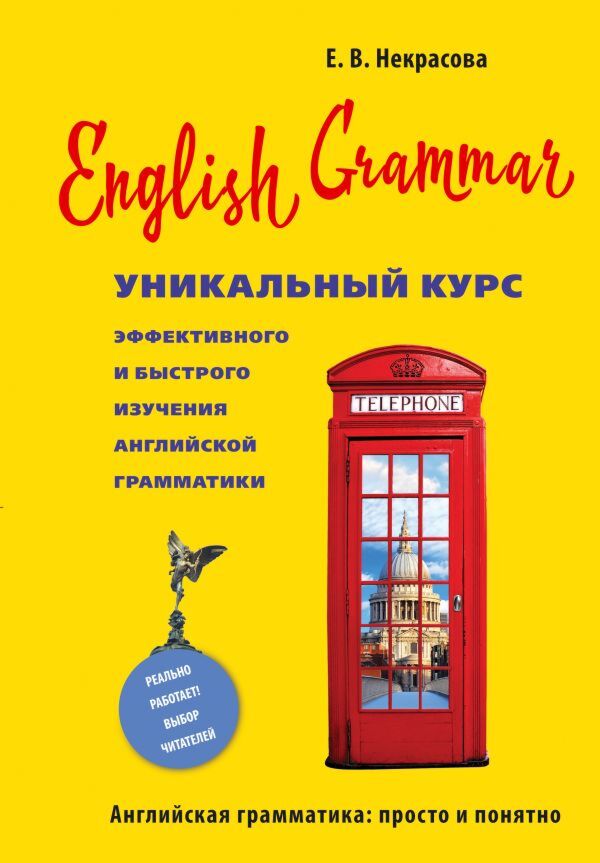 Е. В. Некрасова
English Grammar
УНИКАЛЬНЫЙ КУРС
ЭФФЕКТИВНОГО
И БЫСТРОГО
ИЗУЧЕНИЯ
АНГЛИЙСКОЙ
ГРАММАТИКИ
TELEPHONE
РЕАЛЬНО
РАБОТАЕТ!
ВЫБОР
ЧИТАТЕЛЕЙ
Английская грамматика: просто и понятно